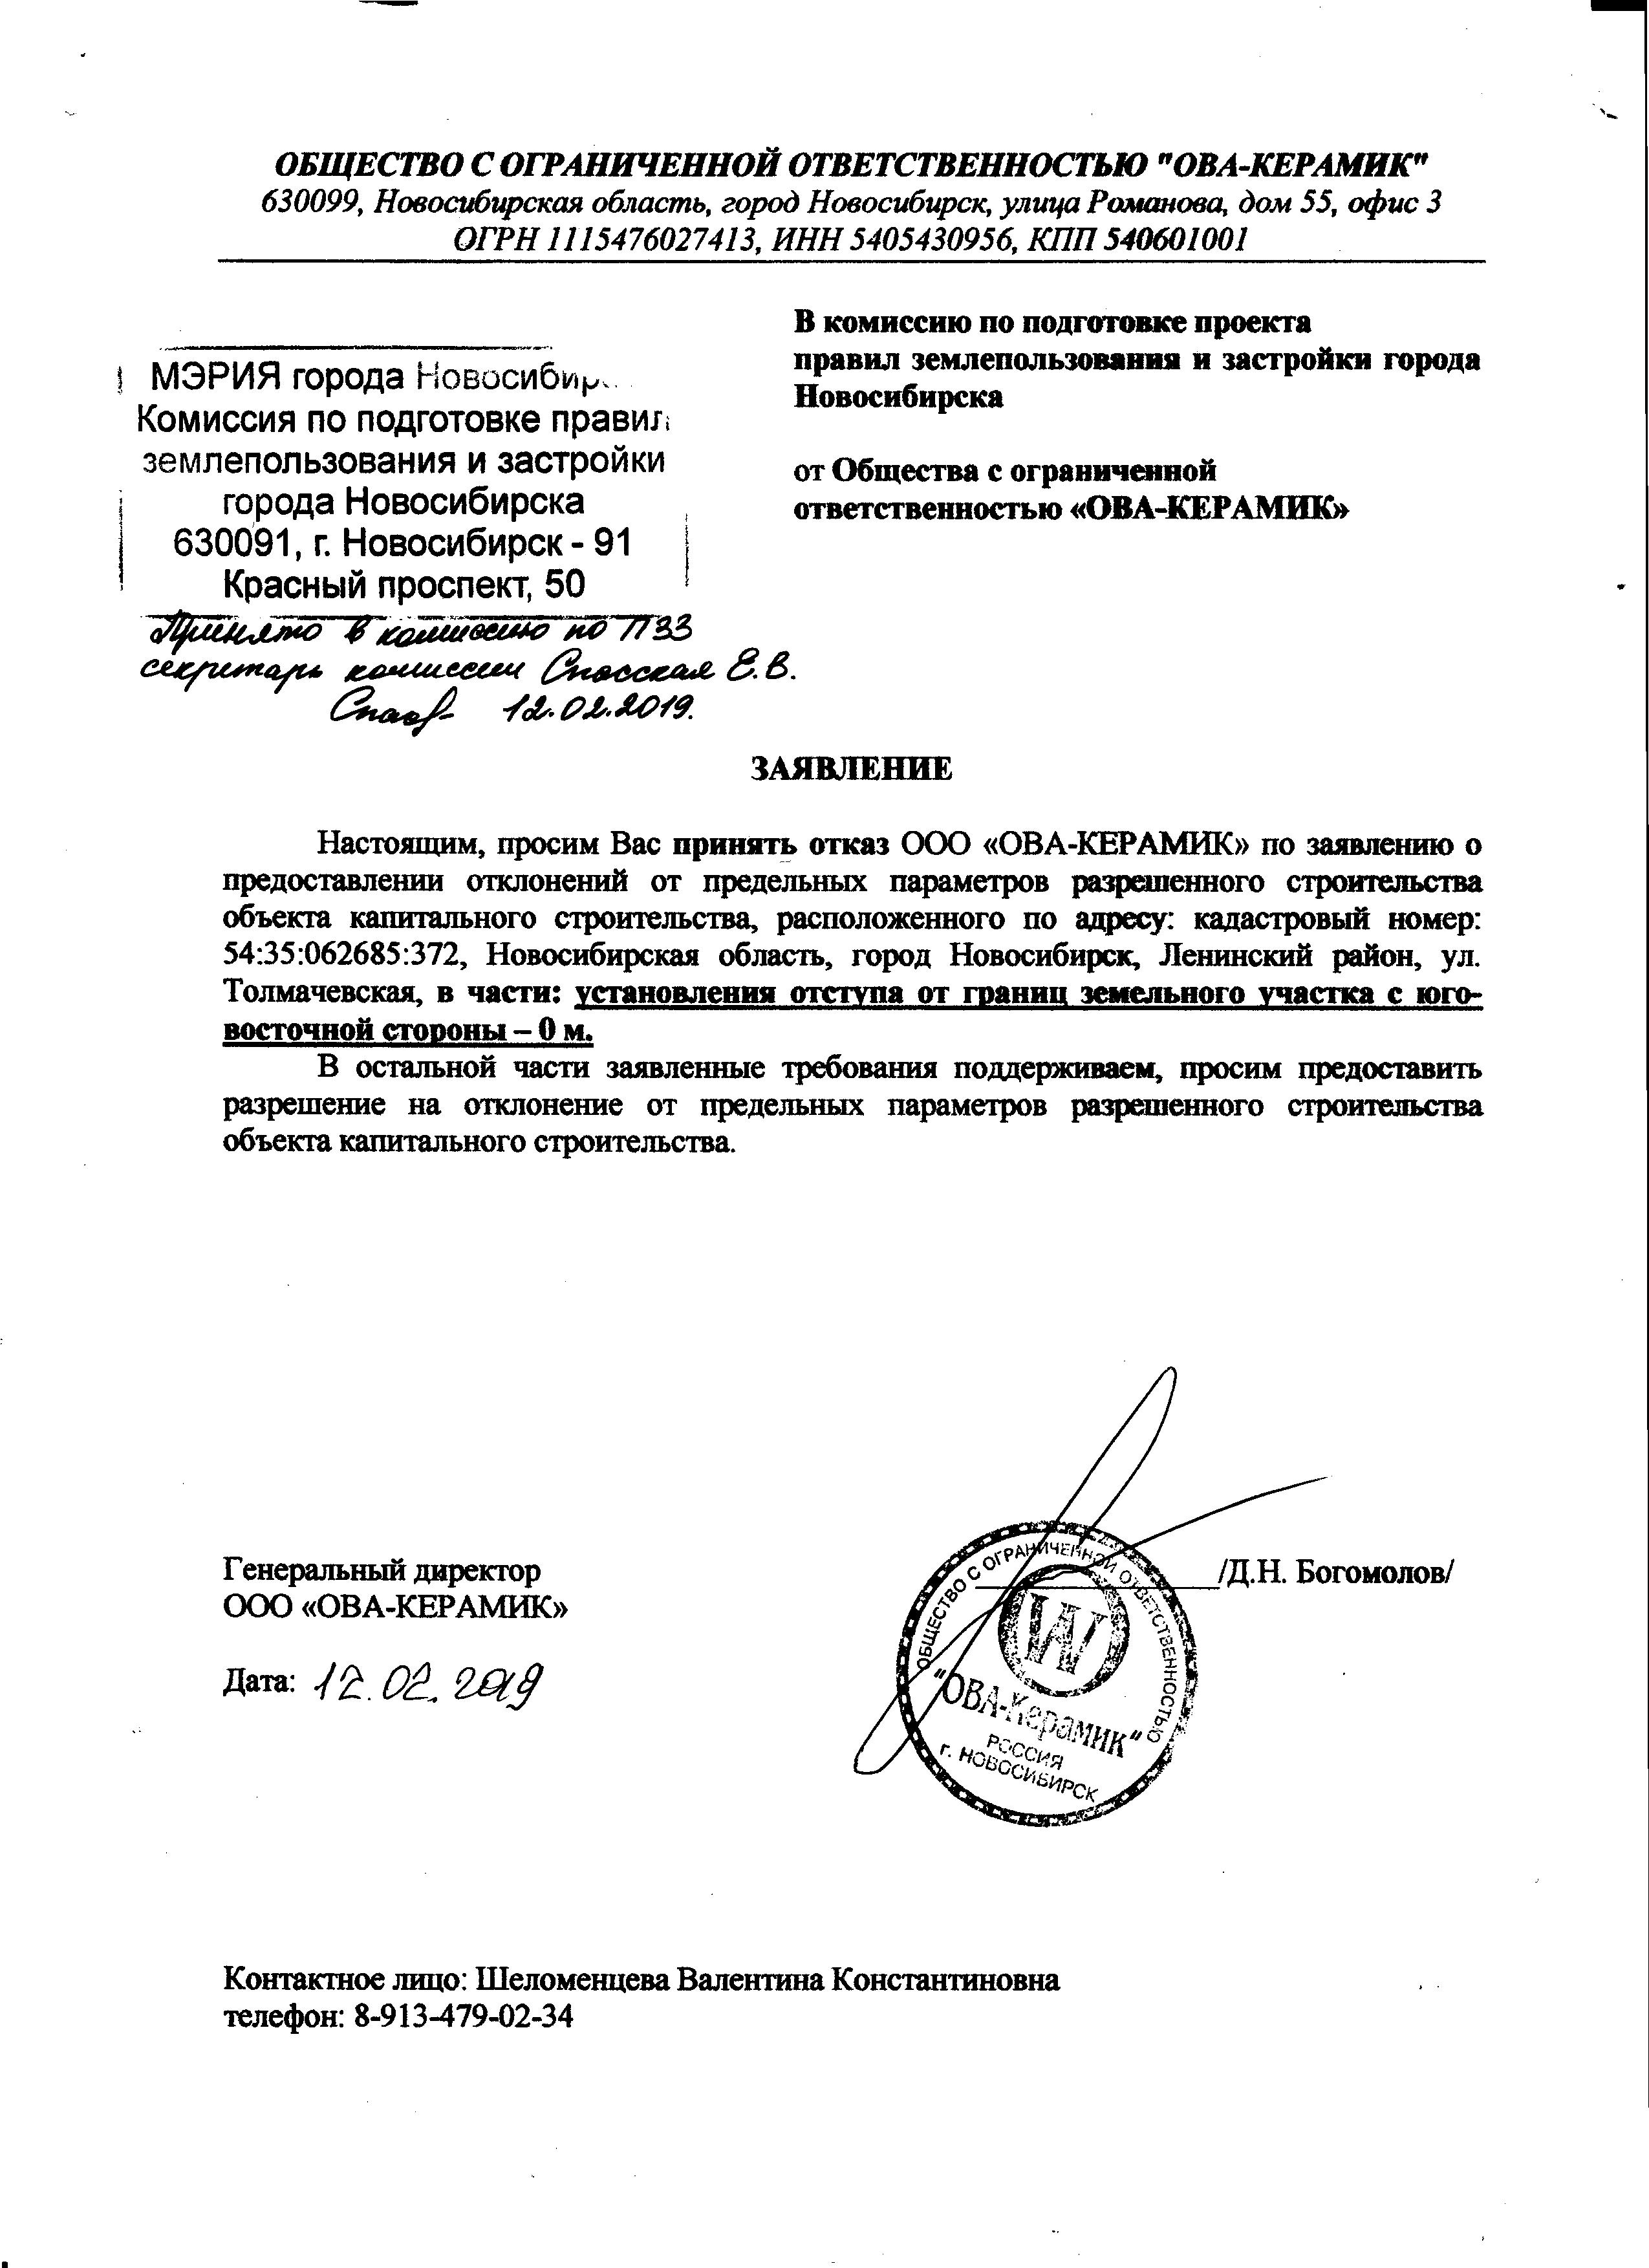 ОБЩЕСТВО С ОГРАНИЧЕННОЙ ОТВЕТСТВЕННОСТЬЮ "ОВА-КЕРАМИК"
630099, Новосибирская область, город Новосибирск, улица Романова, дом 55, офис 3
ОГРН 1115476027413, ИНН 5405430956, КПП 540601001
МЭРИЯ города Новосибир
Комиссия по подготовке правил
землепользования и застройки
города Новосибирска
630091, г. Новосибирск - 91
Красный проспект, 50
Принято в комиссию по ПЗЗ
секретарь комиссии Спасская Е.В.
12.02.2019.
В комиссию по подготовке проекта
правил землепользования и застройки города
Новосибирска
от Общества с ограниченной
ответственностью «ОВА-КЕРАМИК»
ЗАЯВЛЕНИЕ
Настоящим, просим Вас принять отказ ООО «ОВА-КЕРАМИК» по заявлению о
предоставлении отклонений от предельных параметров разрешенного строительства
объекта капитального строительства, расположенного по адресу: кадастровый номер:
54:35:062685:372, Новосибирская область, город Новосибирск, Ленинский район, ул.
Толмачевская, в части: установления отступа от границ земельного участка с юго-
восточной стороны – 0 м.
В остальной части заявленные требования поддерживаем, просим предоставить
разрешение на отклонение от предельных параметров разрешенного строительства
объекта капитального строительства.
Генеральный директор
ООО «ОВА-КЕРАМИК»
/Д.Н. Богомолов/
Дата: 12.02.2019
ОБЩЕСТВО С ОГРАНИЧЕННОЙ ОТВЕТСТВЕННОСТЬЮ
"ОВА-Керамик"
РОССИЯ
г. НОВОСИБИРСК
Контактное лицо: Шеломенцева Валентина Константиновна
телефон: 8-913-479-02-34